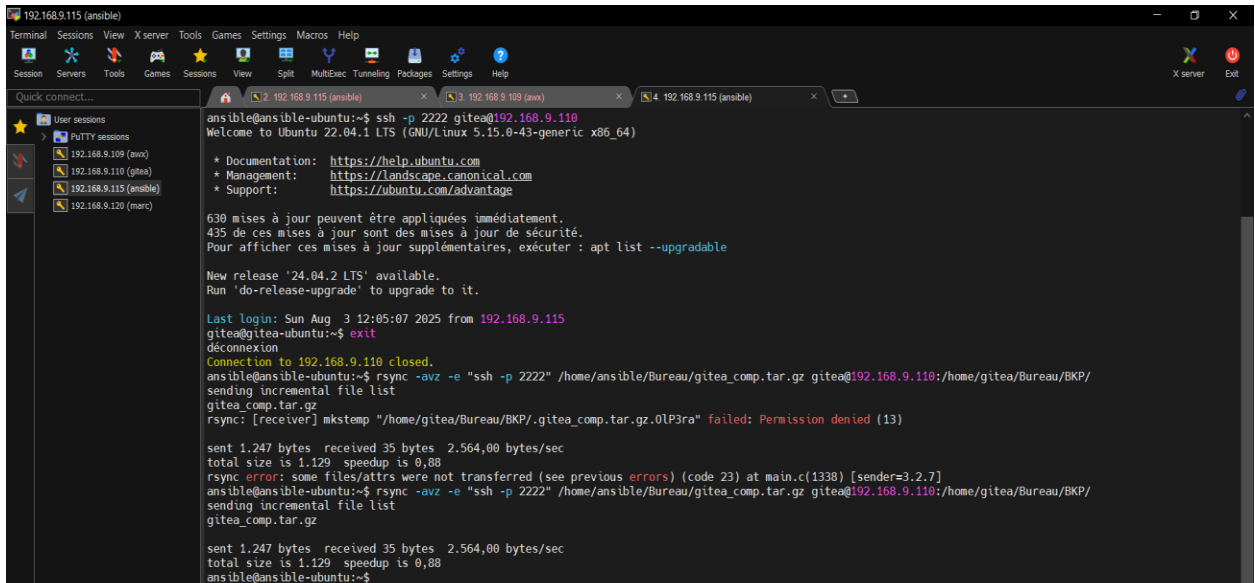 192.168.9.115 (ansible)
Terminal Sessions View X server Tools Games Settings Macros Help
Session Servers Tools Games Sessions View Split MultiExec Tunneling Packages Settings Help X server Exit
Quick connect...
2. 192.168.9.115 (ansible) 3. 192.168.9.109 (awx) 4. 192.168.9.115 (ansible)
User sessions
PuTTY sessions
192.168.9.109 (awx)
192.168.9.110 (gitea)
192.168.9.115 (ansible)
192.168.9.120 (marc)
ansible@ansible-ubuntu:~$ ssh -p 2222 gitea@192.168.9.110
Welcome to Ubuntu 22.04.1 LTS (GNU/Linux 5.15.0-43-generic x86_64)
* Documentation: https://help.ubuntu.com
* Management: https://landscape.canonical.com
* Support: https://ubuntu.com/advantage
630 mises à jour peuvent être appliquées immédiatement.
435 de ces mises à jour sont des mises à jour de sécurité.
Pour afficher ces mises à jour supplémentaires, exécuter : apt list --upgradable
New release '24.04.2 LTS' available.
Run 'do-release-upgrade' to upgrade to it.
Last login: Sun Aug 3 12:05:07 2025 from 192.168.9.115
gitea@gitea-ubuntu:~$ exit
déconnexion
Connection to 192.168.9.110 closed.
ansible@ansible-ubuntu:~$ rsync -avz -e "ssh -p 2222" /home/ansible/Bureau/gitea_comp.tar.gz gitea@192.168.9.110:/home/gitea/Bureau/BKP/
sending incremental file list
gitea_comp.tar.gz
rsync: [receiver] mkstemp "/home/gitea/Bureau/BKP/.gitea_comp.tar.gz.OlP3ra" failed: Permission denied (13)
sent 1.247 bytes received 35 bytes 2.564,00 bytes/sec
total size is 1.129 speedup is 0,88
rsync error: some files/attrs were not transferred (see previous errors) (code 23) at main.c(1338) [sender=3.2.7]
ansible@ansible-ubuntu:~$ rsync -avz -e "ssh -p 2222" /home/ansible/Bureau/gitea_comp.tar.gz gitea@192.168.9.110:/home/gitea/Bureau/BKP/
sending incremental file list
gitea_comp.tar.gz
sent 1.247 bytes received 35 bytes 2.564,00 bytes/sec
total size is 1.129 speedup is 0,88
ansible@ansible-ubuntu:~$